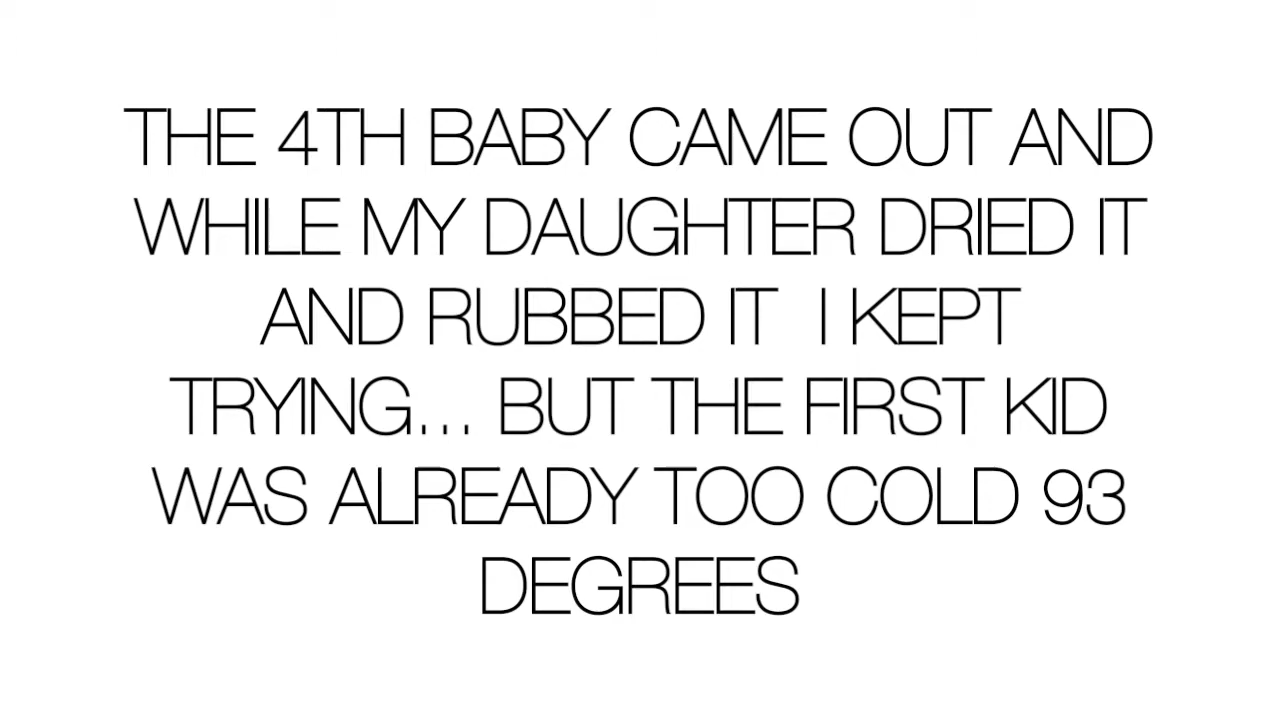 THE 4TH BABY CAME OUT AND
WHILE MY DAUGHTER DRIED IT
AND RUBBED IT  I KEPT
TRYING... BUT THE FIRST KID
WAS ALREADY TOO COLD 93
DEGREES